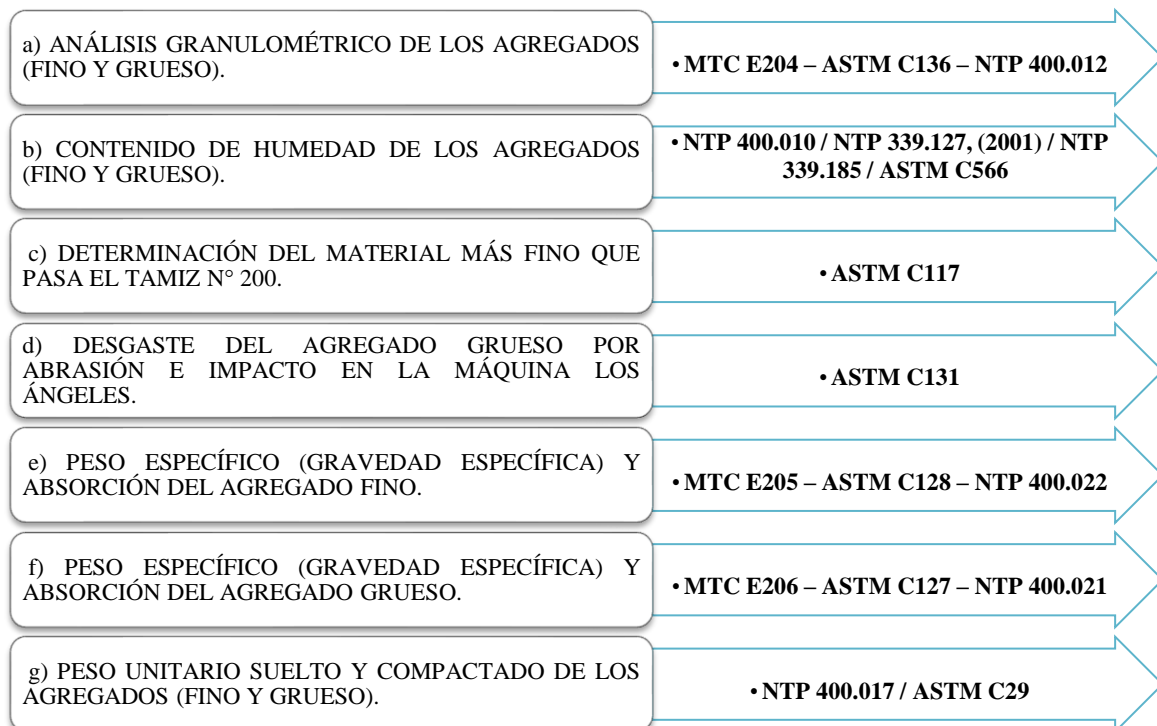 a) ANÁLISIS GRANULOMÉTRICO DE LOS AGREGADOS
(FINO Y GRUESO).
• MTC E204 – ASTM C136 – NTP 400.012
b) CONTENIDO DE HUMEDAD DE LOS AGREGADOS
(FINO Y GRUESO).
• NTP 400.010 / NTP 339.127, (2001) / NTP
339.185 / ASTM C566
c) DETERMINACIÓN DEL MATERIAL MÁS FINO QUE
PASA EL TAMIZ N° 200.
• ASTM C117
d) DESGASTE DEL AGREGADO GRUESO POR
ABRASIÓN E IMPACTO EN LA MÁQUINA LOS
ÁNGELES.
• ASTM C131
e) PESO ESPECÍFICO (GRAVEDAD ESPECÍFICA) Y
ABSORCIÓN DEL AGREGADO FINO.
• MTC E205 – ASTM C128 – NTP 400.022
f) PESO ESPECÍFICO (GRAVEDAD ESPECÍFICA) Y
ABSORCIÓN DEL AGREGADO GRUESO.
• MTC E206 – ASTM C127 – NTP 400.021
g) PESO UNITARIO SUELTO Y COMPACTADO DE LOS
AGREGADOS (FINO Y GRUESO).
• NTP 400.017 / ASTM C29